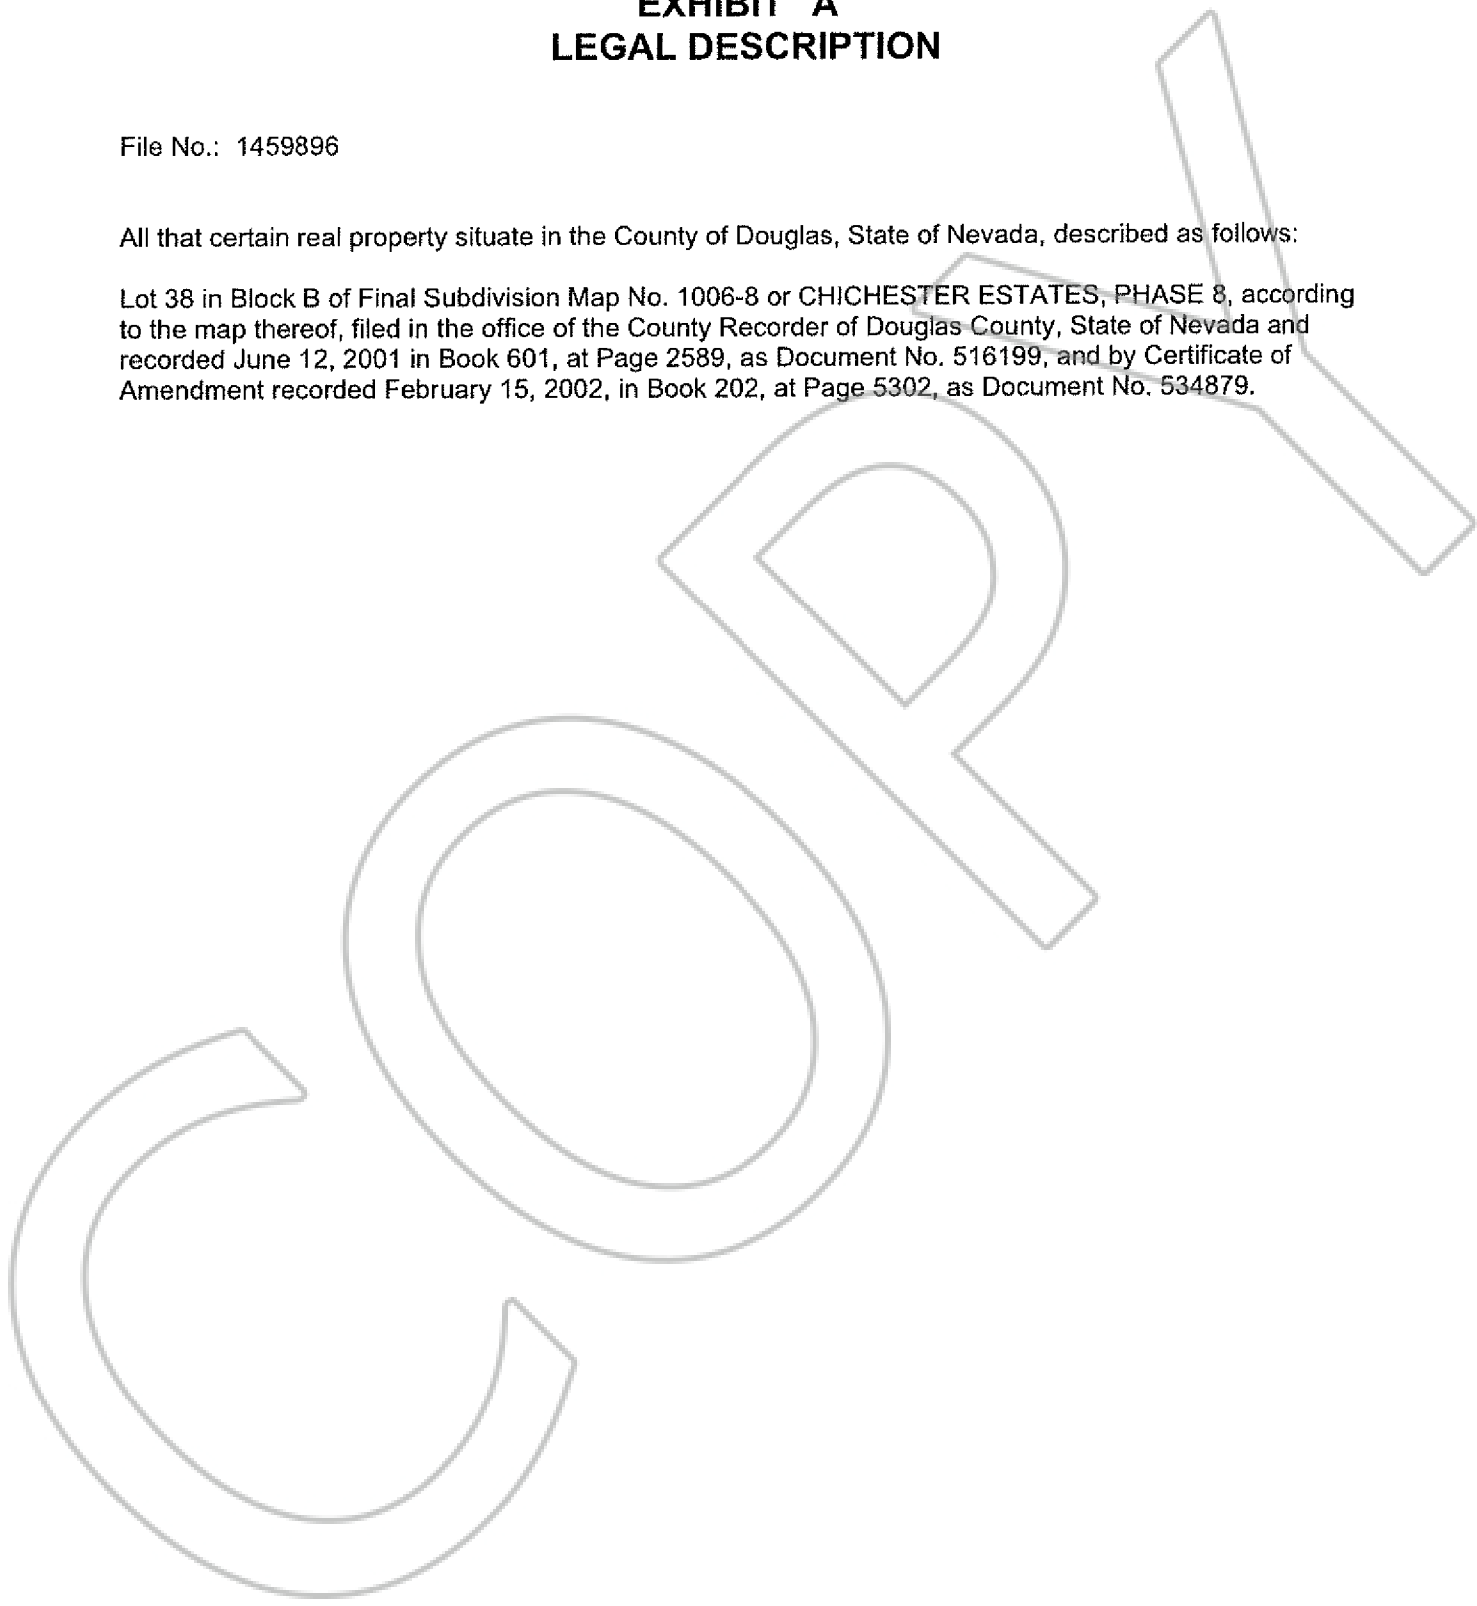 EXHIBIT A
LEGAL DESCRIPTION
File No.: 1459896
All that certain real property situate in the County of Douglas, State of Nevada, described as follows:
Lot 38 in Block B of Final Subdivision Map No. 1006-8 or CHICHESTER ESTATES, PHASE 8, according
to the map thereof, filed in the office of the County Recorder of Douglas County, State of Nevada and
recorded June 12, 2001 in Book 601, at Page 2589, as Document No. 516199, and by Certificate of
Amendment recorded February 15, 2002, in Book 202, at Page 5302, as Document No. 534879.
COPY